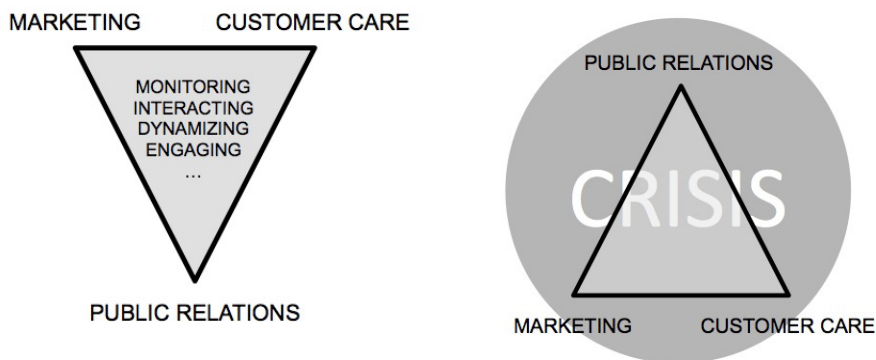 MARKETING CUSTOMER CARE
MONITORING
INTERACTING
DYNAMIZING
ENGAGING
...
PUBLIC RELATIONS
PUBLIC RELATIONS
CRISIS
MARKETING CUSTOMER CARE